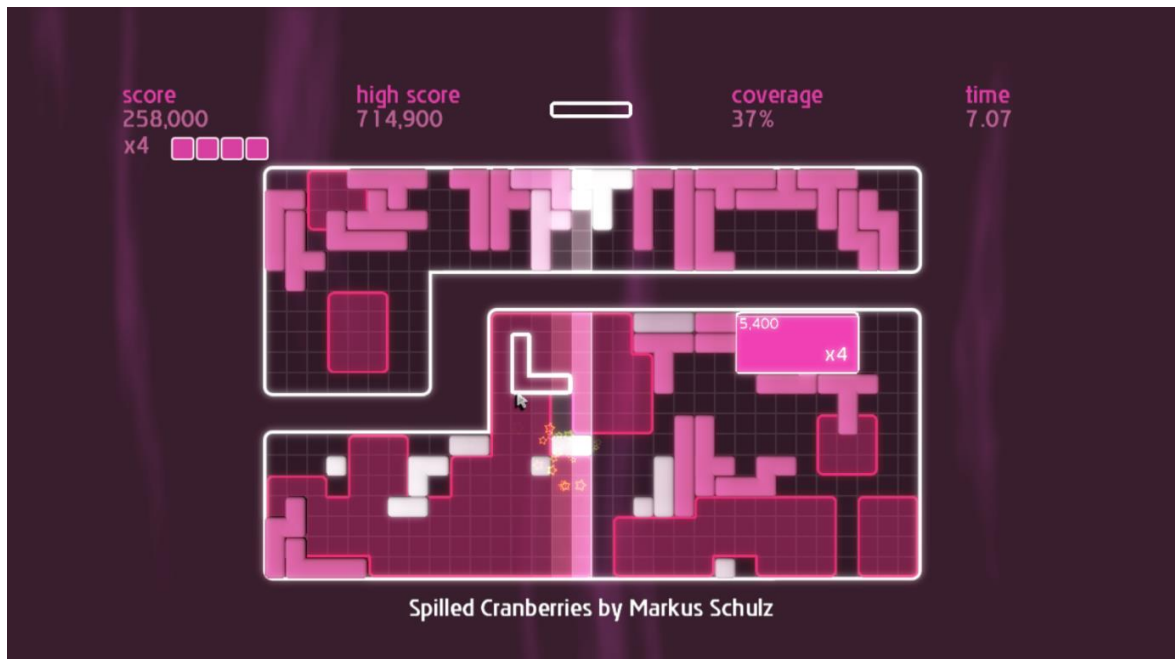 score
258,000
x4
high score
714,900
coverage
37%
time
7.07
5,400
x4
Spilled Cranberries by Markus Schulz